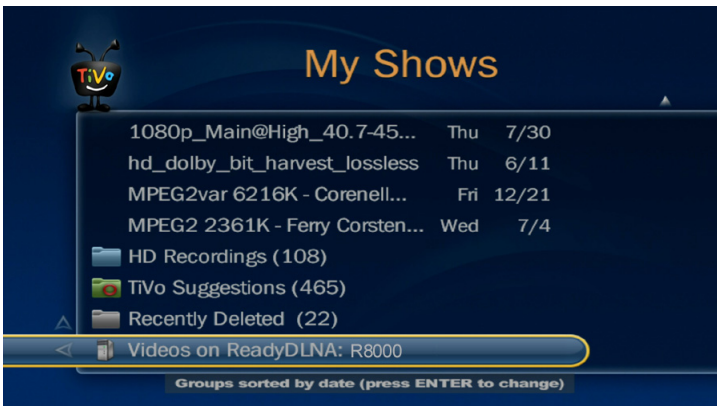 TiVo
My Shows
1080p_Main@High_40.7-45... Thu 7/30
hd_dolby_bit_harvest_lossless Thu 6/11
MPEG2var 6216K - Corenell... Fri 12/21
MPEG2 2361K - Ferry Corsten... Wed 7/4
HD Recordings (108)
TiVo Suggestions (465)
Recently Deleted (22)
Videos on ReadyDLNA: R8000
Groups sorted by date (press ENTER to change)